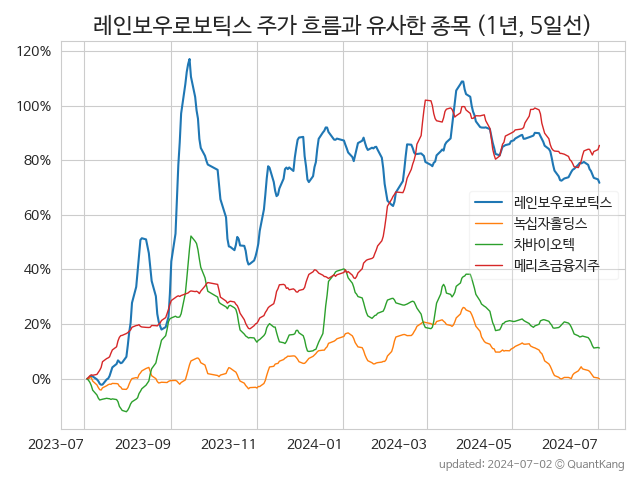 레인보우로보틱스 주가 흐름과 유사한 종목 (1년, 5일선)
120%
100%
80%
60%
40%
20%
0%
레인보우로보틱스
녹십자홀딩스
차바이오텍
메리츠금융지주
2023-07 2023-09 2023-11 2024-01 2024-03 2024-05 2024-07
updated: 2024-07-02 © QuantKang